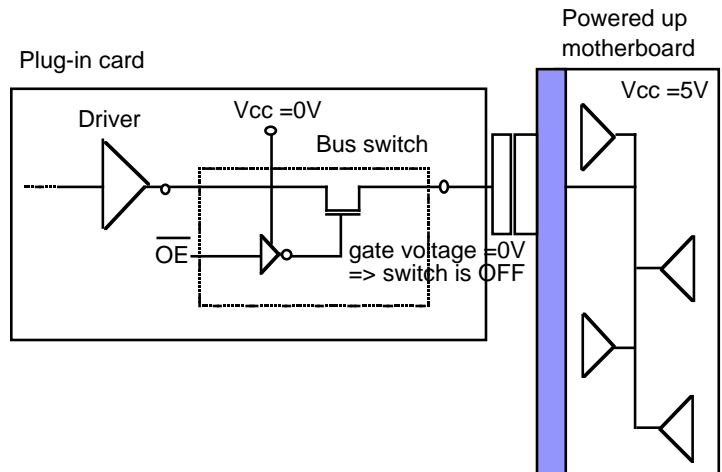 Powered up
motherboard
Plug-in card
Vcc =5V
Vcc =0V
Driver
Bus switch
OE
gate voltage =0V
=> switch is OFF